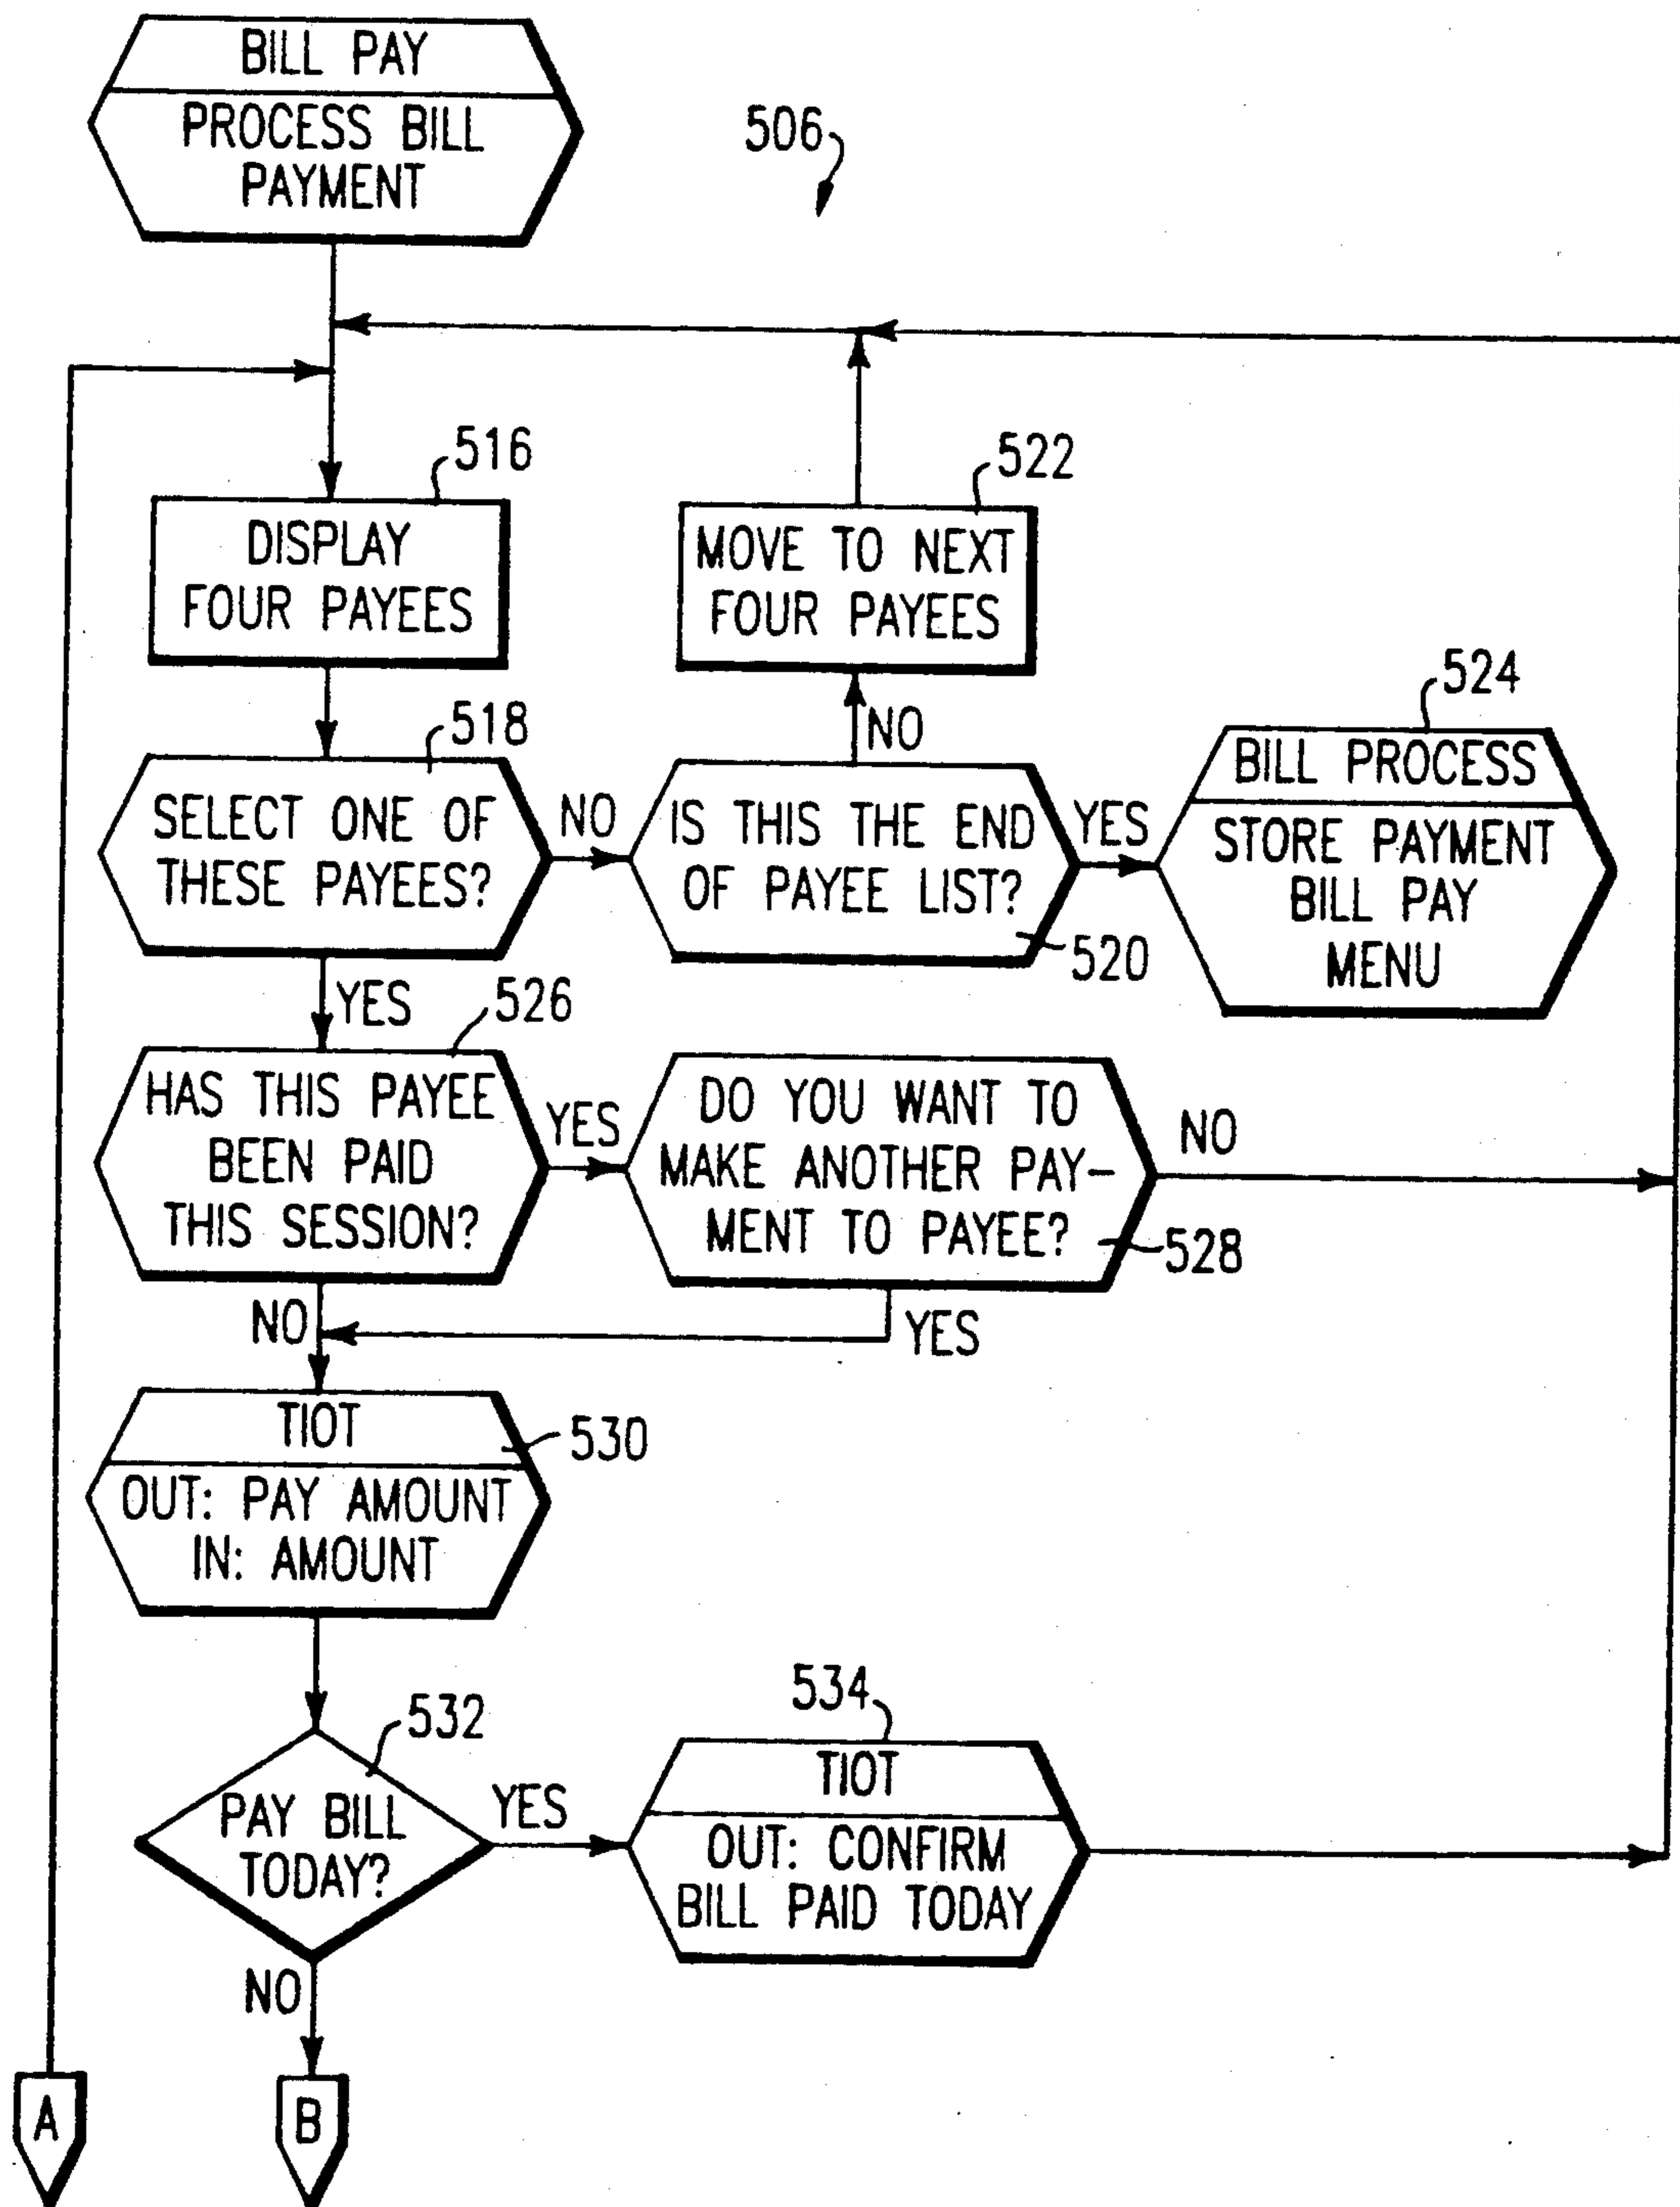 BILL PAY
PROCESS BILL
PAYMENT
506
516
DISPLAY
FOUR PAYEES
522
MOVE TO NEXT
FOUR PAYEES
518
SELECT ONE OF
THESE PAYEES?
NO
NO
IS THIS THE END
OF PAYEE LIST?
520
YES
524
BILL PROCESS
STORE PAYMENT
BILL PAY
MENU
YES
526
HAS THIS PAYEE
BEEN PAID
THIS SESSION?
YES
DO YOU WANT TO
MAKE ANOTHER PAY-
MENT TO PAYEE?
528
NO
NO
YES
TIOT
530
OUT: PAY AMOUNT
IN: AMOUNT
532
PAY BILL
TODAY?
YES
534
TIOT
OUT: CONFIRM
BILL PAID TODAY
NO
A
B